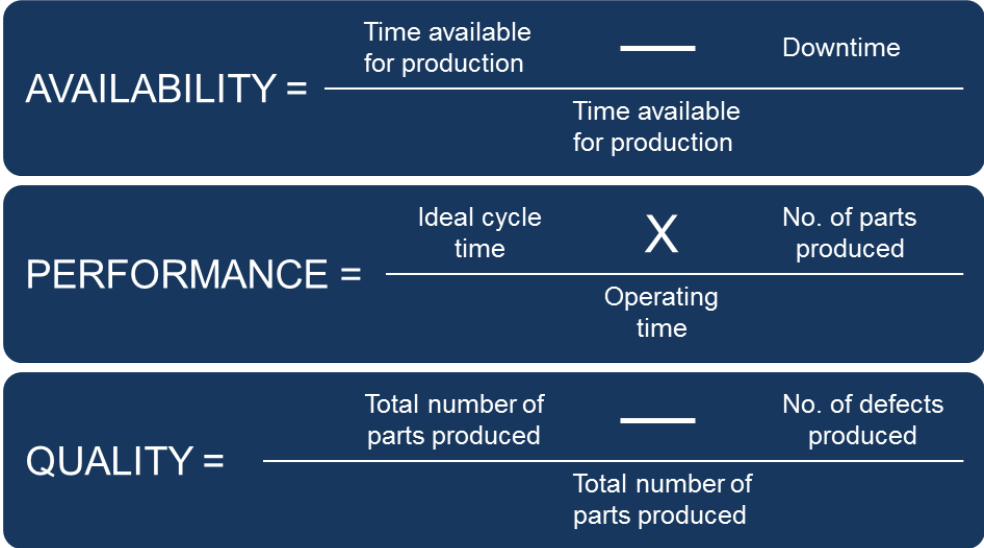 Time available
for production
—
Downtime
AVAILABILITY =
Time available
for production
Ideal cycle
time
X
No. of parts
produced
PERFORMANCE =
Operating
time
Total number of
parts produced
—
No. of defects
produced
QUALITY =
Total number of
parts produced